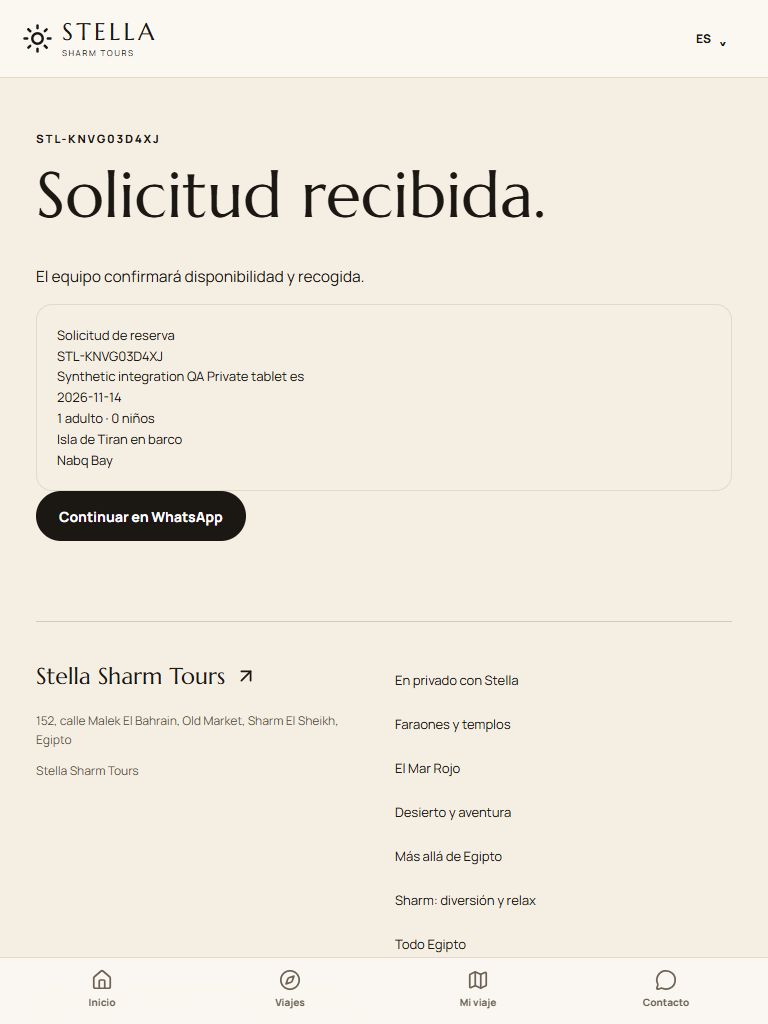 STELLA
SHARM TOURS
ES
STL-KNVG03D4XJ
Solicitud recibida.
El equipo confirmará disponibilidad y recogida.
Solicitud de reserva
STL-KNVG03D4XJ
Synthetic integration QA Private tablet es
2026-11-14
1 adulto · 0 niños
Isla de Tiran en barco
Nabq Bay
Continuar en WhatsApp
Stella Sharm Tours
152, calle Malek El Bahrain, Old Market, Sharm El Sheikh,
Egipto
Stella Sharm Tours
En privado con Stella
Faraones y templos
El Mar Rojo
Desierto y aventura
Más allá de Egipto
Sharm: diversión y relax
Todo Egipto
Inicio
Viajes
Mi viaje
Contacto